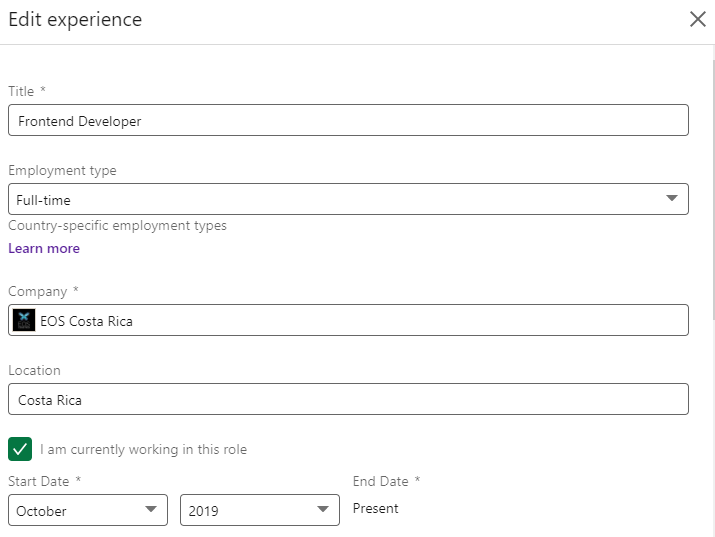 Edit experience
Title *
Frontend Developer
Employment type
Full-time
Country-specific employment types
Learn more
Company *
EOS Costa Rica
Location
Costa Rica
I am currently working in this role
Start Date * End Date *
October 2019 Present